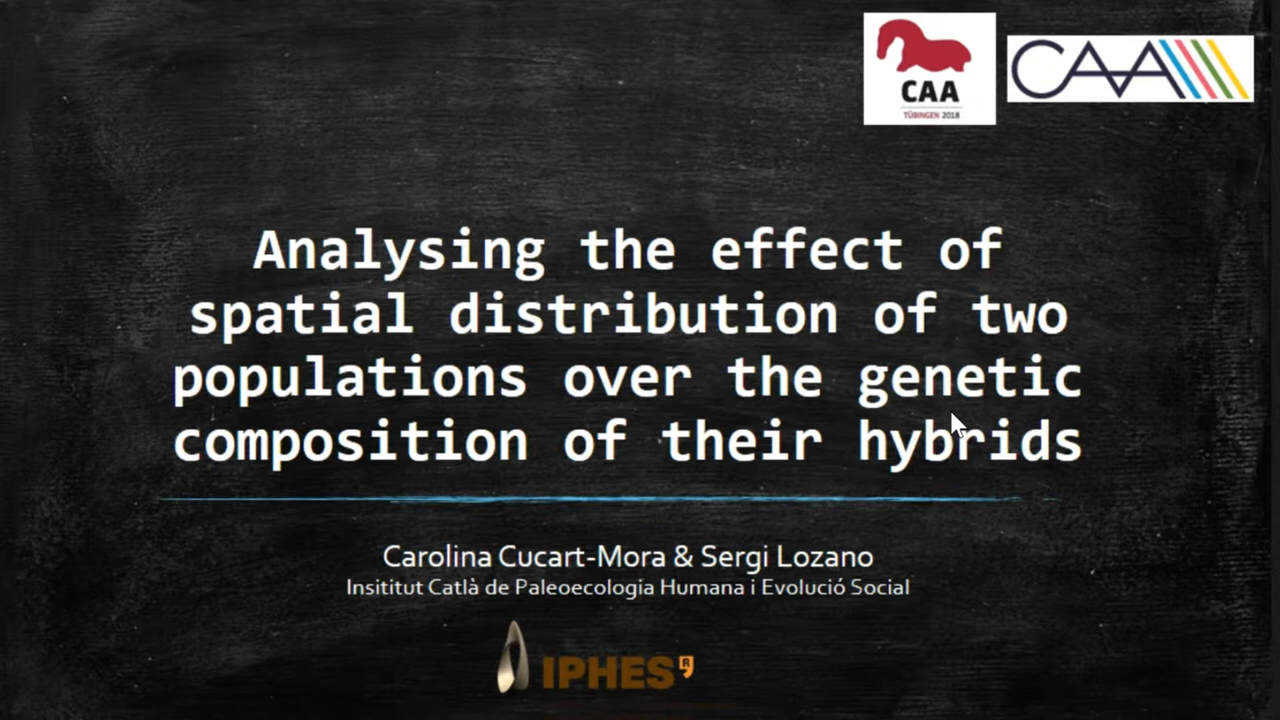 CAA
TÜBINGEN 2018
CAA
Analysing the effect of
spatial distribution of two
populations over the genetic
composition of their hybrids
Carolina Cucart-Mora & Sergi Lozano
Insititut Catlà de Paleoecologia Humana i Evolució Social
IPHES R